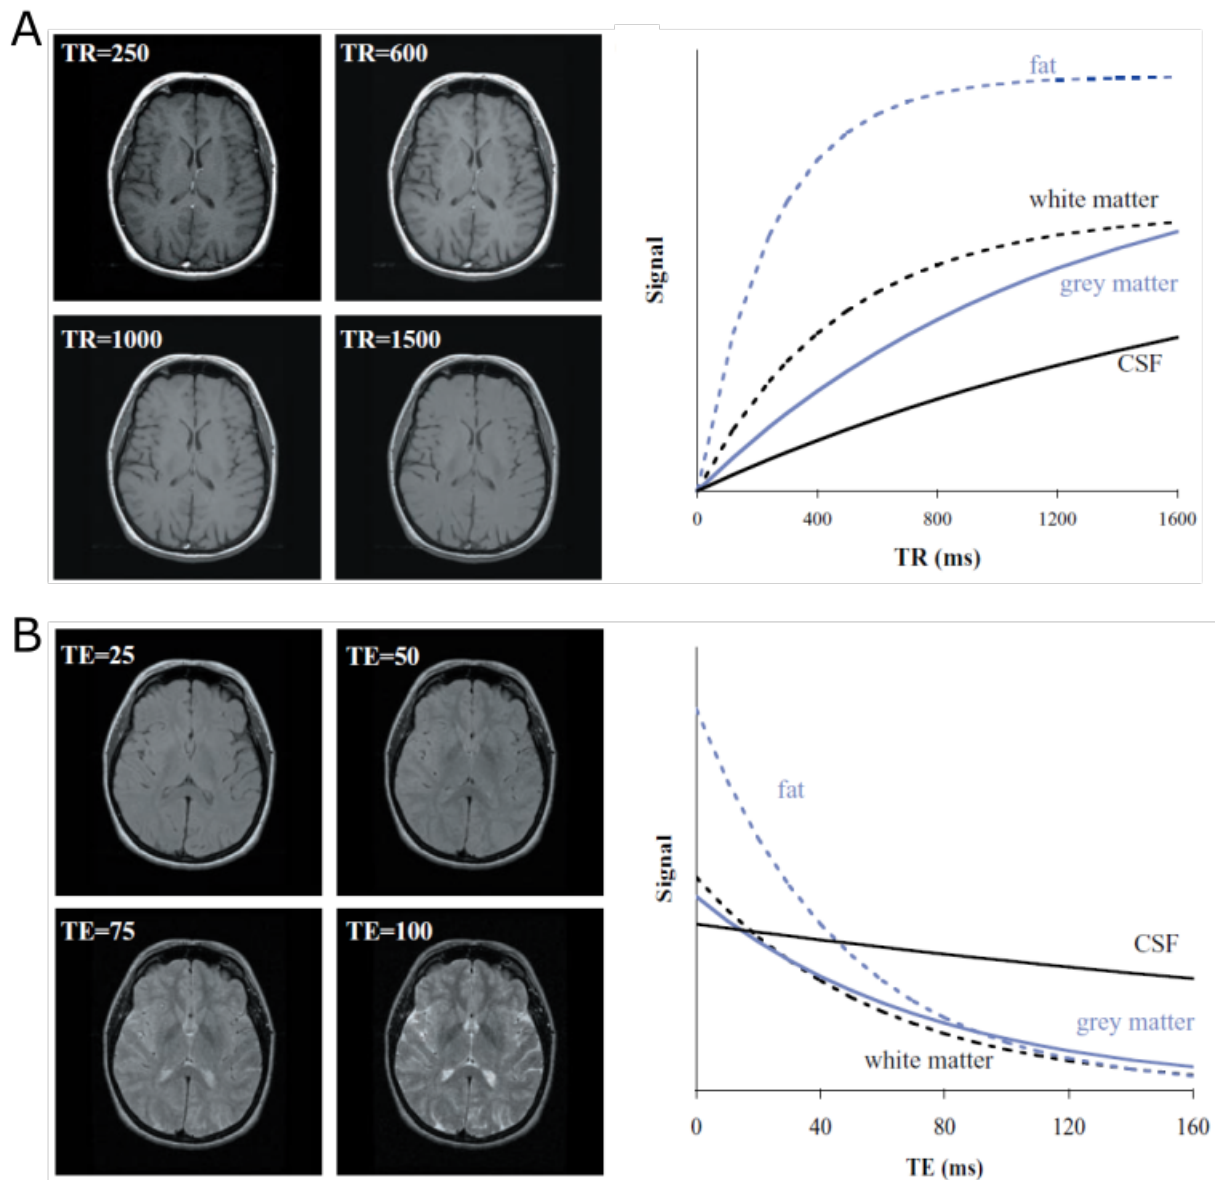 A
TR=250
TR=600
TR=1000
TR=1500
fat
white matter
grey matter
CSF
Signal
0 400 800 1200 1600
TR (ms)
B
TE=25
TE=50
TE=75
TE=100
fat
CSF
grey matter
white matter
Signal
0 40 80 120 160
TE (ms)